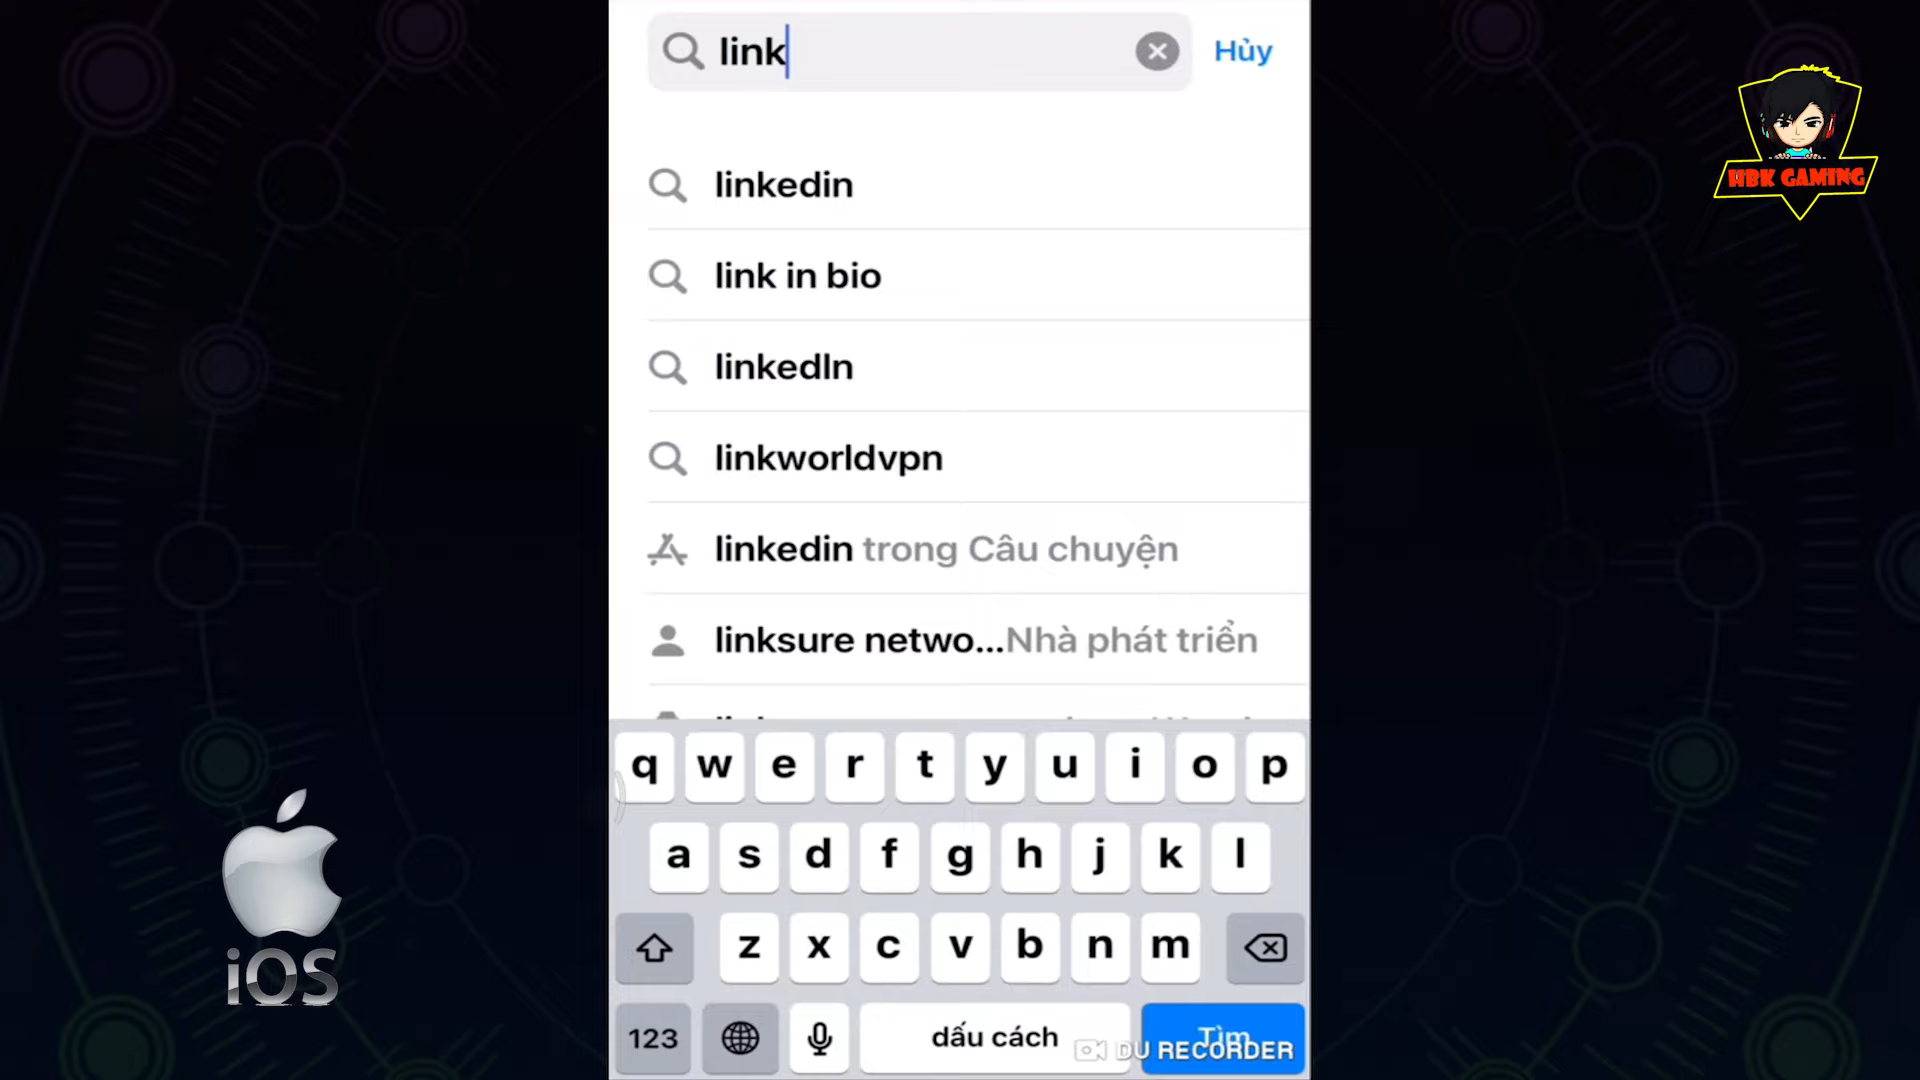 link
Hủy
HBK GAMING
linkedin
link in bio
linkedln
linkworldvpn
linkedin trong Câu chuyện
linksure netwo...Nhà phát triển
q w e r t y u i o p
a s d f g h j k l
z x c v b n m
123
dấu cách
Tìm
DU RECORDER
iOS